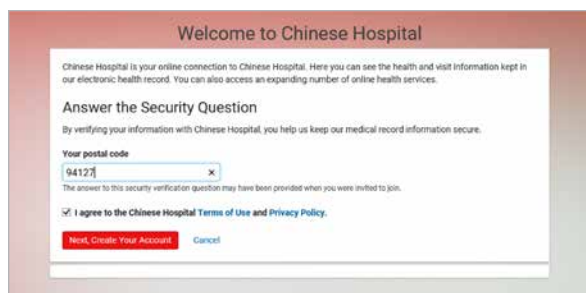 Welcome to Chinese Hospital
Chinese Hospital is your online connection to Chinese Hospital. Here you can see the health and visit information kept in
our electronic health record. You can also access an expanding number of online health services.
Answer the Security Question
By verifying your information with Chinese Hospital, you help us keep our medical record information secure.
Your postal code
94127 ×
The answer to this security verification question may have been provided when you were invited to join.
I agree to the Chinese Hospital Terms of Use and Privacy Policy.
Next, Create Your Account Cancel